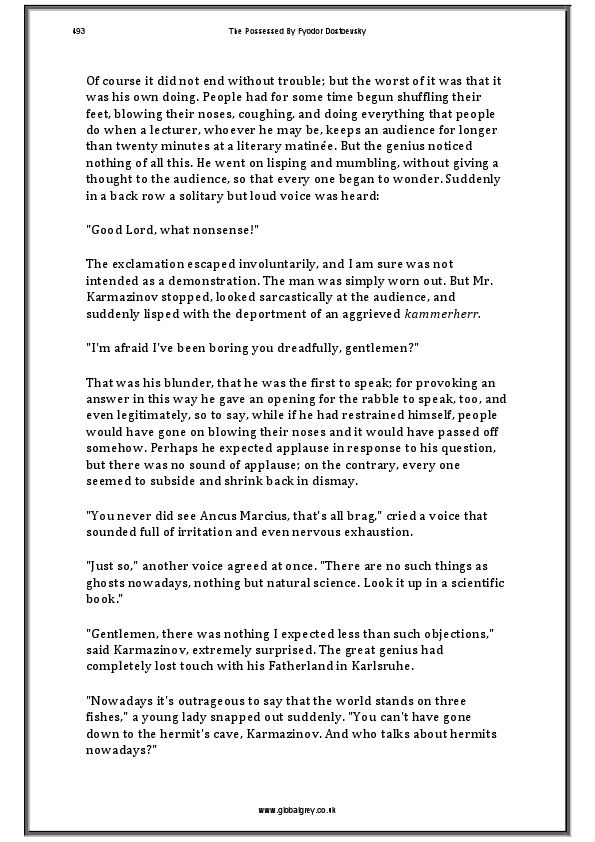 493 The Possessed By Fyodor Dostoevsky
Of course it did not end without trouble; but the worst of it was that it
was his own doing. People had for some time begun shuffling their
feet, blowing their noses, coughing, and doing everything that people
do when a lecturer, whoever he may be, keeps an audience for longer
than twenty minutes at a literary matinée. But the genius noticed
nothing of all this. He went on lisping and mumbling, without giving a
thought to the audience, so that every one began to wonder. Suddenly
in a back row a solitary but loud voice was heard:
"Good Lord, what nonsense!"
The exclamation escaped involuntarily, and I am sure was not
intended as a demonstration. The man was simply worn out. But Mr.
Karmazinov stopped, looked sarcastically at the audience, and
suddenly lisped with the deportment of an aggrieved kammerherr.
"I'm afraid I've been boring you dreadfully, gentlemen?"
That was his blunder, that he was the first to speak; for provoking an
answer in this way he gave an opening for the rabble to speak, too, and
even legitimately, so to say, while if he had restrained himself, people
would have gone on blowing their noses and it would have passed off
somehow. Perhaps he expected applause in response to his question,
but there was no sound of applause; on the contrary, every one
seemed to subside and shrink back in dismay.
"You never did see Ancus Marcius, that's all brag," cried a voice that
sounded full of irritation and even nervous exhaustion.
"Just so," another voice agreed at once. "There are no such things as
ghosts nowadays, nothing but natural science. Look it up in a scientific
book."
"Gentlemen, there was nothing I expected less than such objections,"
said Karmazinov, extremely surprised. The great genius had
completely lost touch with his Fatherland in Karlsruhe.
"Nowadays it's outrageous to say that the world stands on three
fishes," a young lady snapped out suddenly. "You can't have gone
down to the hermit's cave, Karmazinov. And who talks about hermits
nowadays?"
www.globalgrey.co.uk